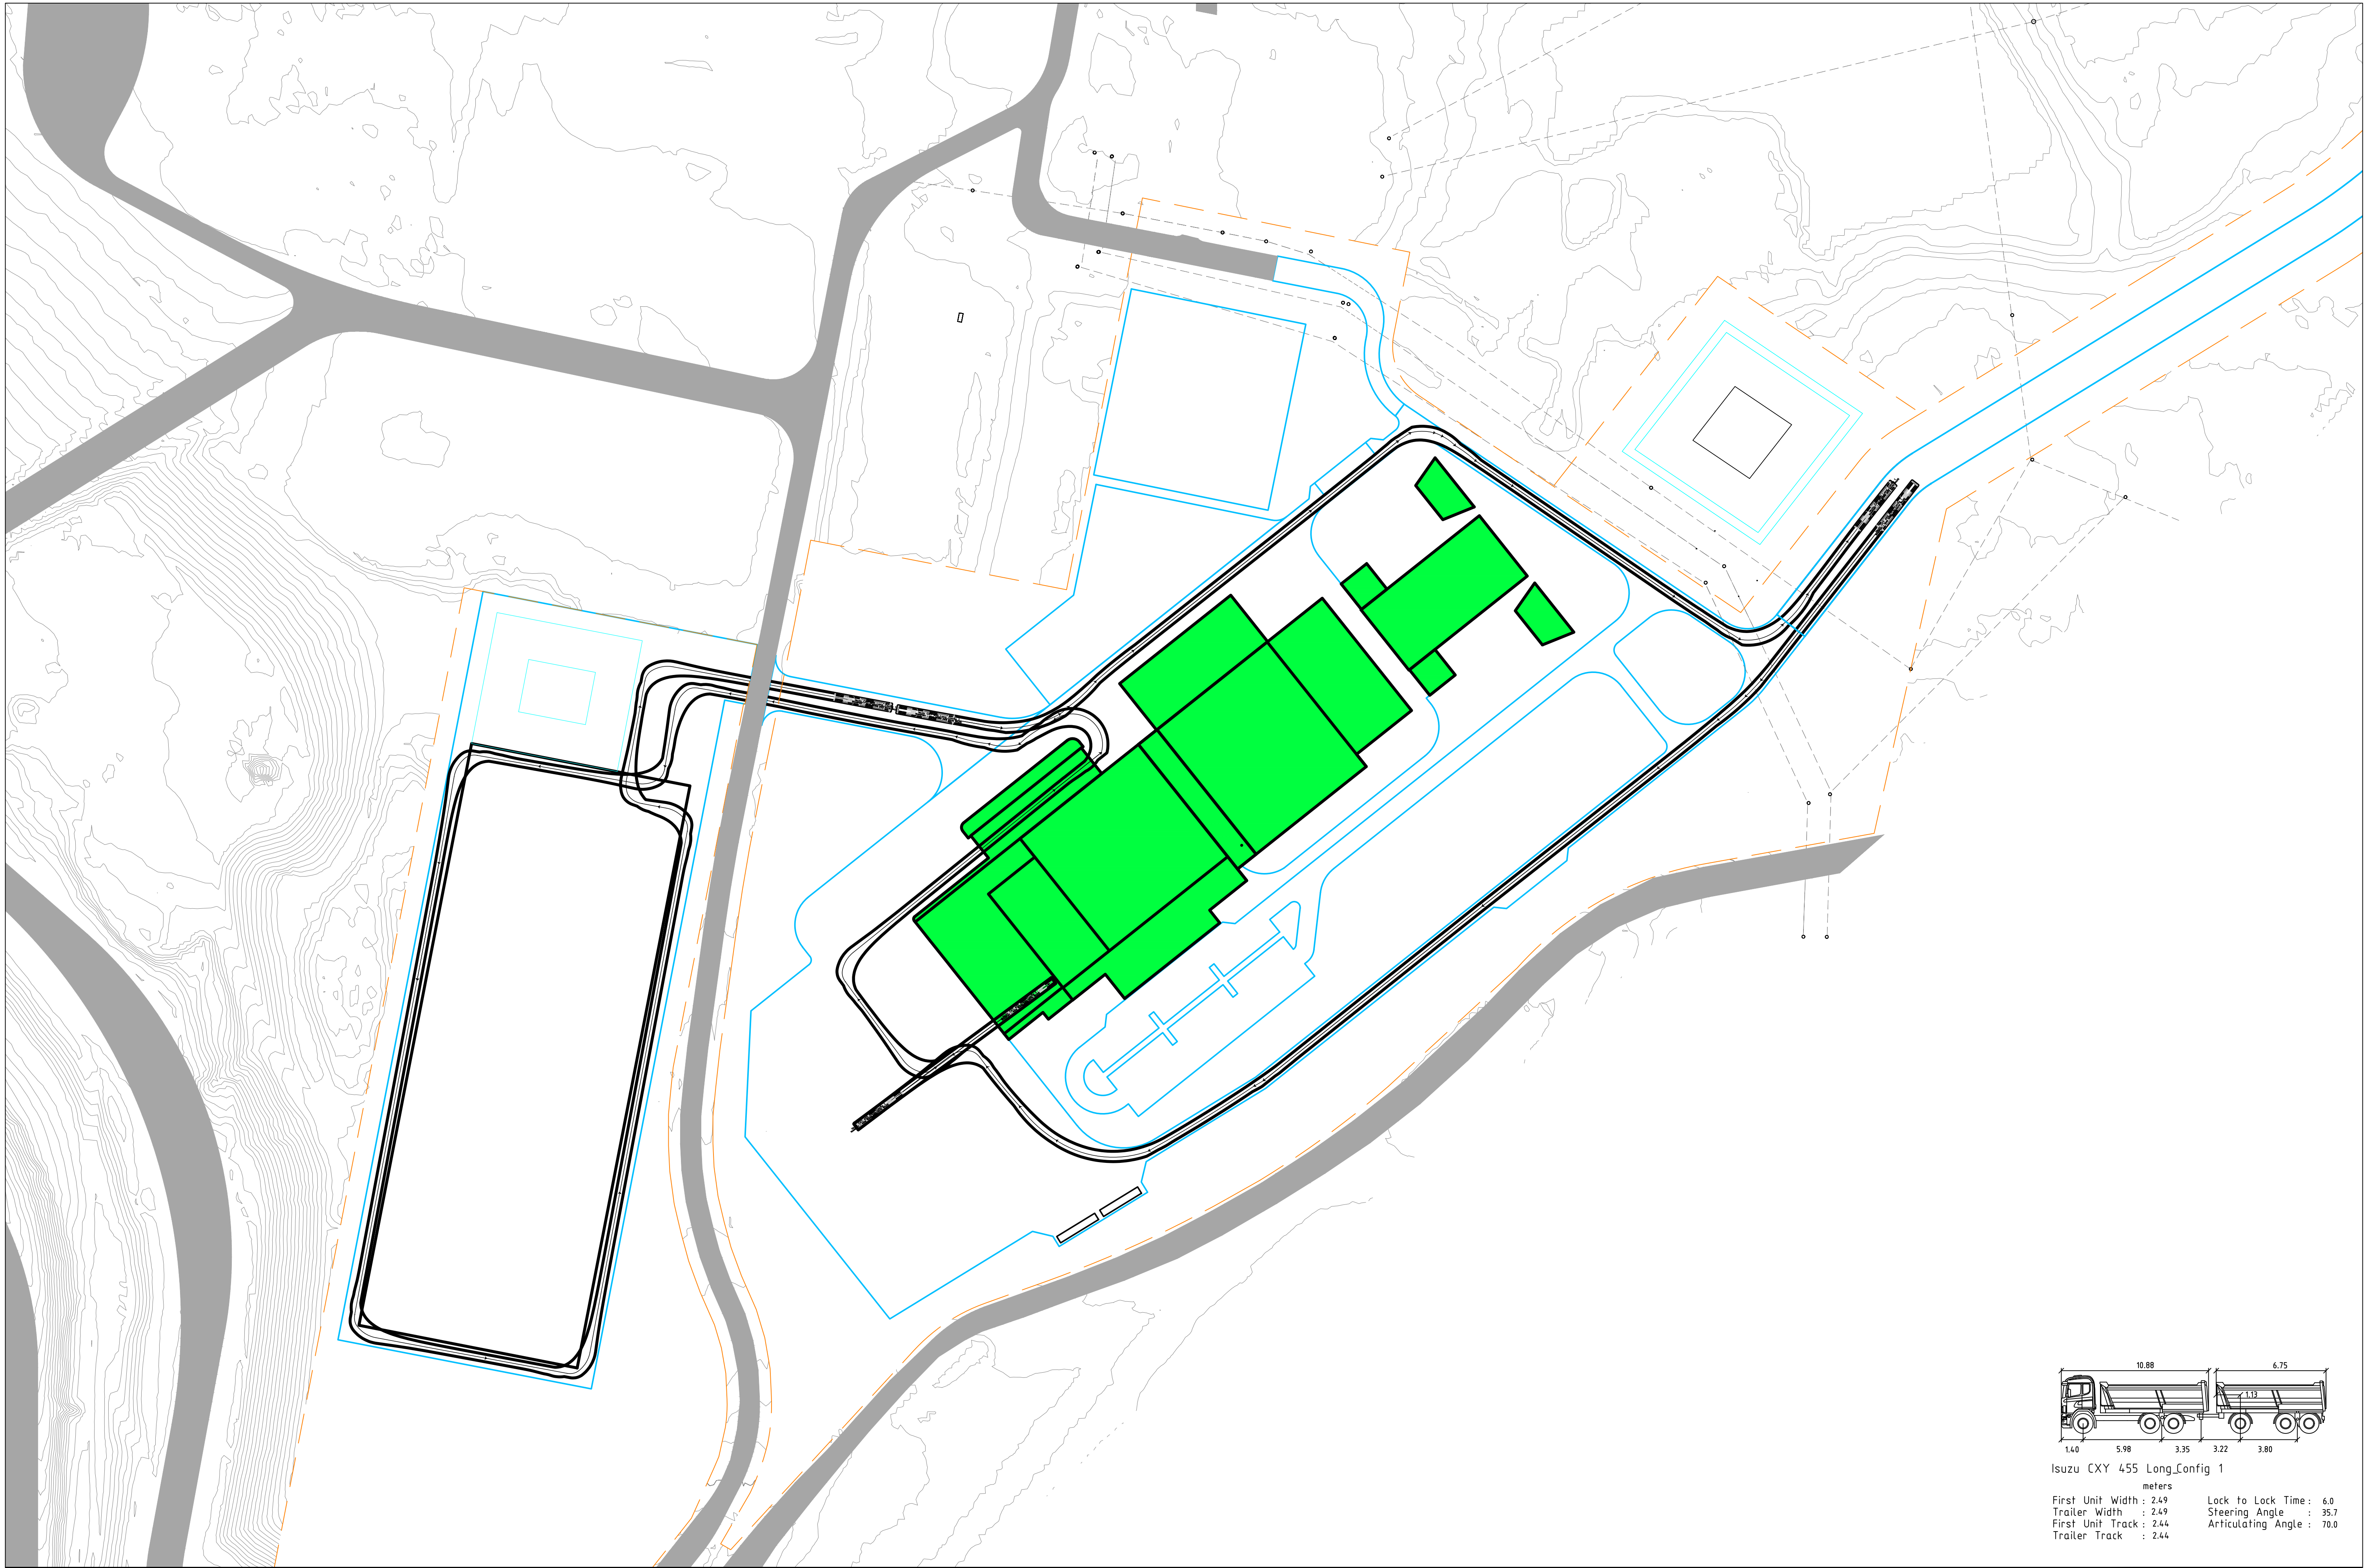 10.88 6.75
1.13
1.40 5.98 3.35 3.22 3.80
Isuzu CXY 455 Long_Config 1
meters
First Unit Width : 2.49 Lock to Lock Time : 6.0
Trailer Width : 2.49 Steering Angle : 35.7
First Unit Track : 2.44 Articulating Angle : 70.0
Trailer Track : 2.44